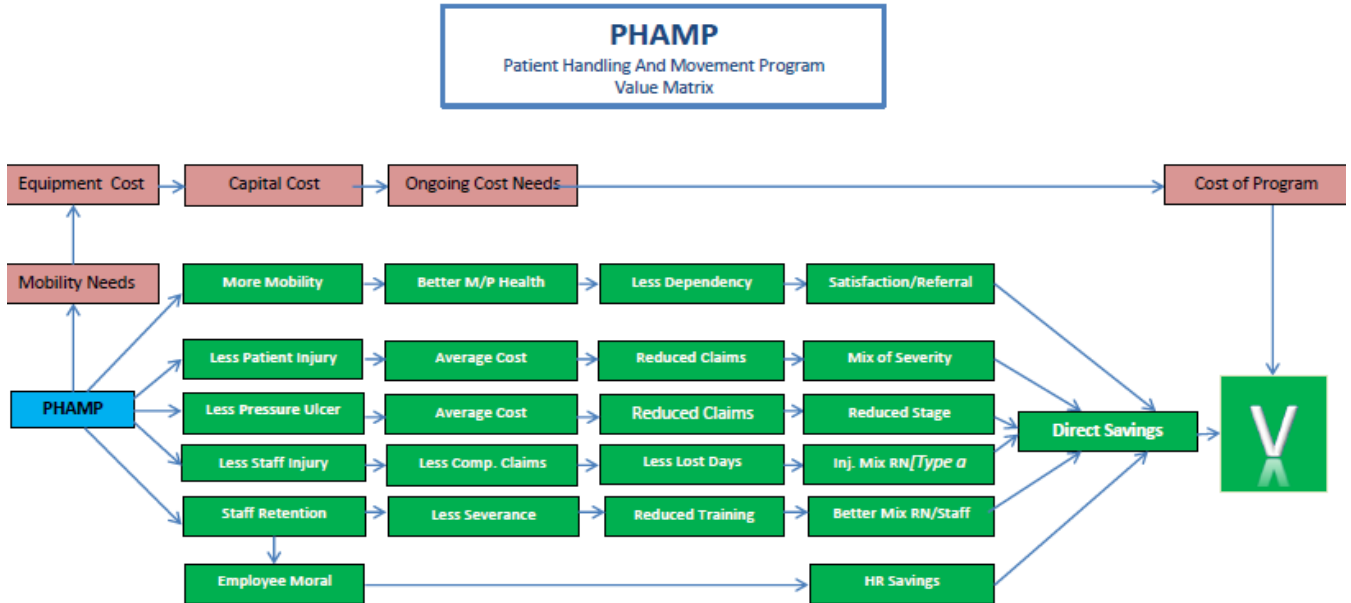 PHAMP
Patient Handling And Movement Program
Value Matrix
Equipment Cost
Capital Cost
Ongoing Cost Needs
Cost of Program
Mobility Needs
More Mobility
Better M/P Health
Less Dependency
Satisfaction/Referral
Less Patient Injury
Average Cost
Reduced Claims
Mix of Severity
PHAMP
Less Pressure Ulcer
Average Cost
Reduced Claims
Reduced Stage
Direct Savings
V
Less Staff Injury
Less Comp. Claims
Less Lost Days
Inj. Mix RN[Type a
Staff Retention
Less Severance
Reduced Training
Better Mix RN/Staff
Employee Moral
HR Savings